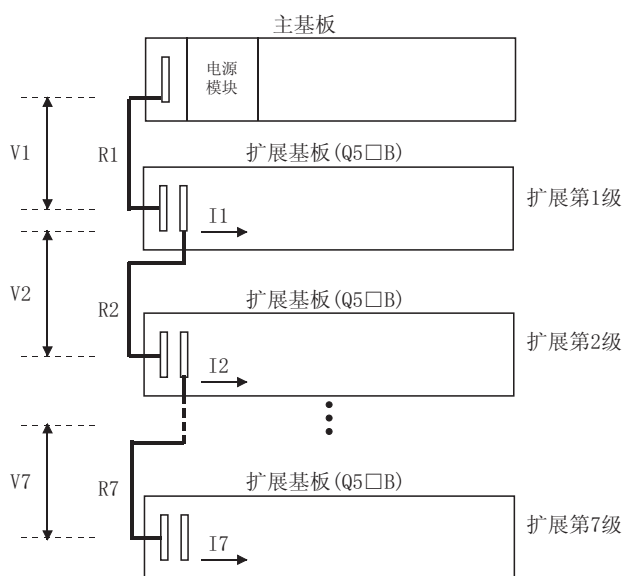 主基板
电源
模块
V1
R1
扩展基板(Q5□B)
I1
扩展第1级
V2
R2
扩展基板(Q5□B)
I2
扩展第2级
V7
R7
扩展基板(Q5□B)
I7
扩展第7级